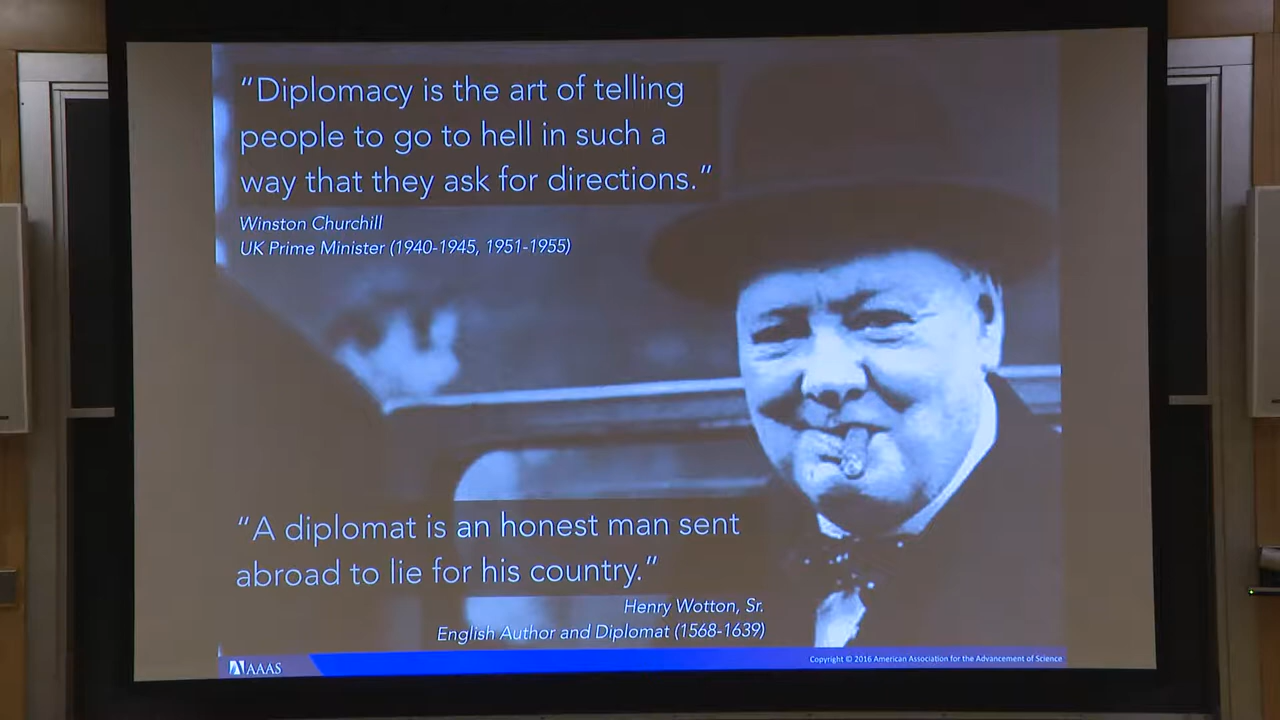 “Diplomacy is the art of telling
people to go to hell in such a
way that they ask for directions.”
Winston Churchill
UK Prime Minister (1940-1945, 1951-1955)
“A diplomat is an honest man sent
abroad to lie for his country.”
Henry Wotton, Sr.
English Author and Diplomat (1568-1639)
AAAS
Copyright © 2016 American Association for the Advancement of Science